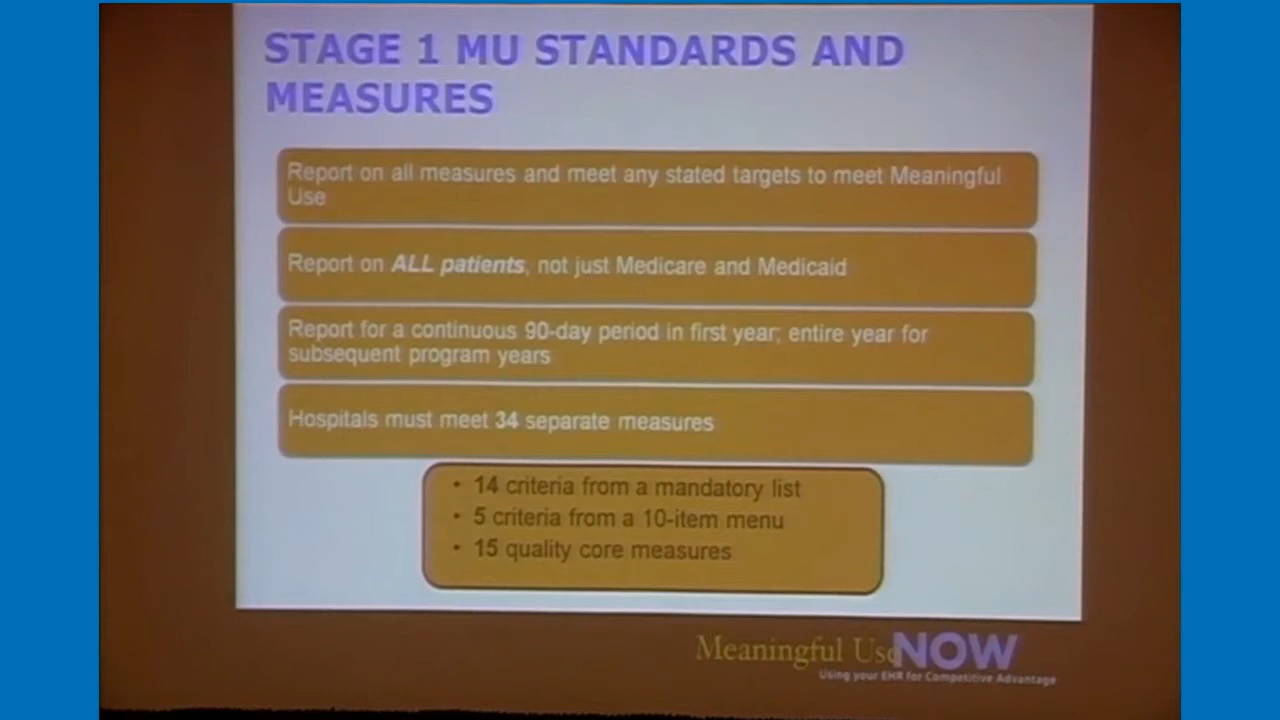 STAGE 1 MU STANDARDS AND
MEASURES
Report on all measures and meet any stated targets to meet Meaningful
Use
Report on ALL patients, not just Medicare and Medicaid
Report for a continuous 90-day period in first year; entire year for
subsequent program years
Hospitals must meet 34 separate measures
• 14 criteria from a mandatory list
• 5 criteria from a 10-item menu
• 15 quality core measures
Meaningful Use NOW
Using your EHR for Competitive Advantage